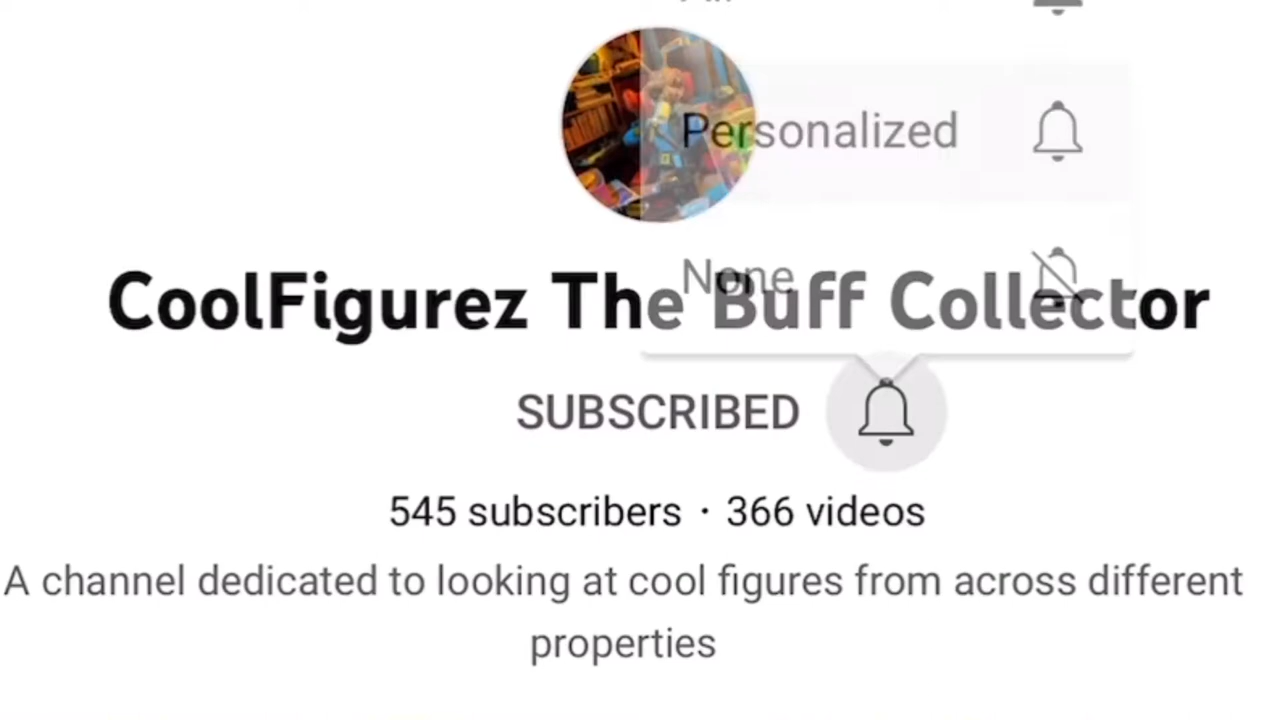 Personalized
None
CoolFigurez The Buff Collector
SUBSCRIBED
545 subscribers · 366 videos
A channel dedicated to looking at cool figures from across different
properties